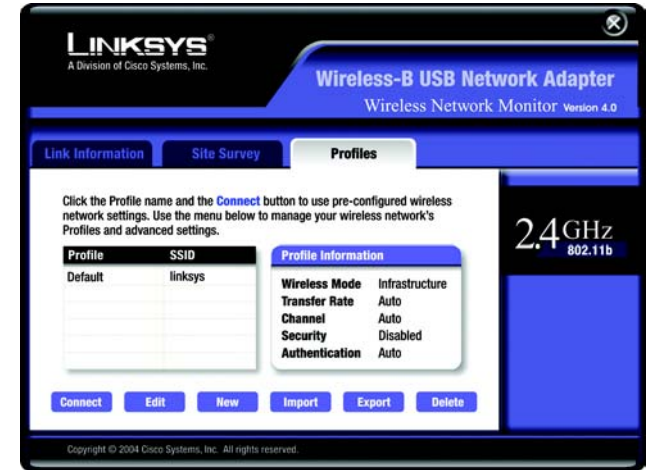 LINKSYS®
A Division of Cisco Systems, Inc.
Wireless-B USB Network Adapter
Wireless Network Monitor Version 4.0
Link Information Site Survey Profiles
Click the Profile name and the Connect button to use pre-configured wireless
network settings. Use the menu below to manage your wireless network's
Profiles and advanced settings.
2.4 GHz
802.11b
Profile SSID
Default linksys
Profile Information
Wireless Mode Infrastructure
Transfer Rate Auto
Channel Auto
Security Disabled
Authentication Auto
Connect Edit New Import Export Delete
Copyright © 2004 Cisco Systems, Inc. All rights reserved.